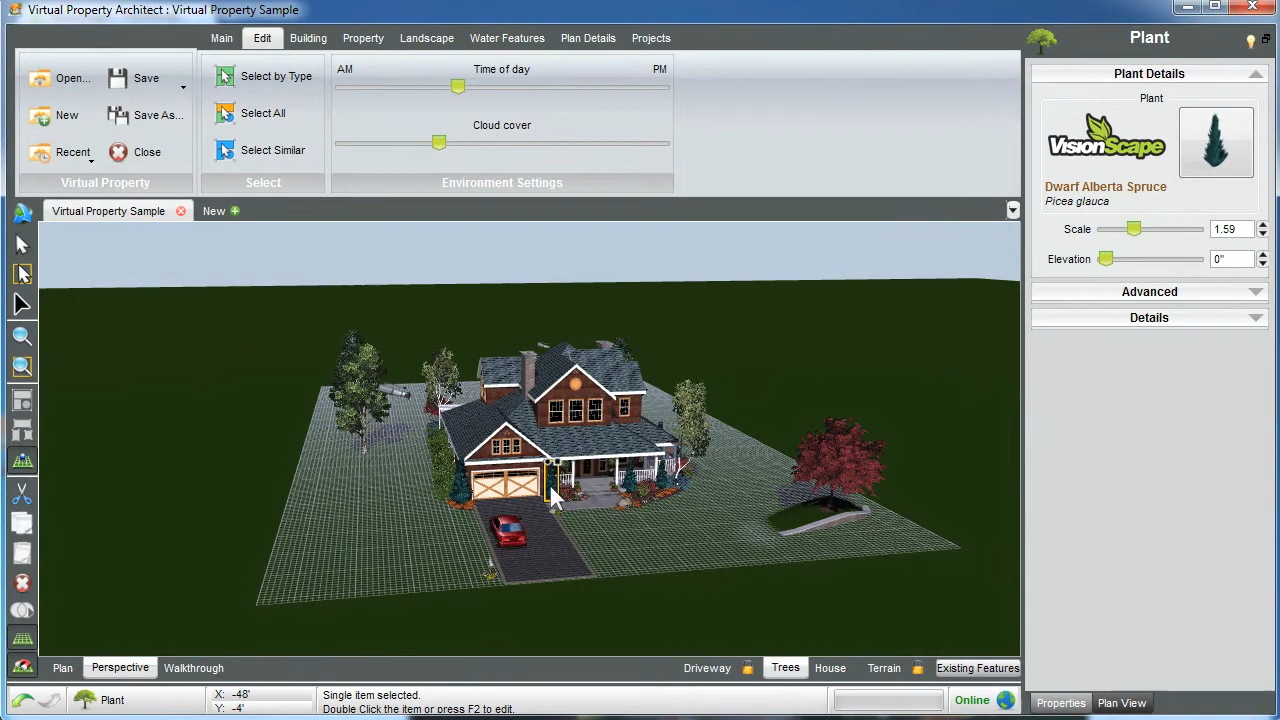 Virtual Property Architect : Virtual Property Sample
Main Edit Building Property Landscape Water Features Plan Details Projects
Open... Save
New Save As...
Recent Close
Virtual Property
Select by Type
Select All
Select Similar
Select
AM Time of day PM
Cloud cover
Environment Settings
Virtual Property Sample New
Plant
Plant Details
Plant
VisionScape
Dwarf Alberta Spruce
Picea glauca
Scale 1.59
Elevation 0"
Advanced
Details
Plan Perspective Walkthrough Driveway Trees House Terrain Existing Features
Plant
X: -48'
Y: -4'
Single item selected.
Double Click the item or press F2 to edit.
Online
Properties Plan View